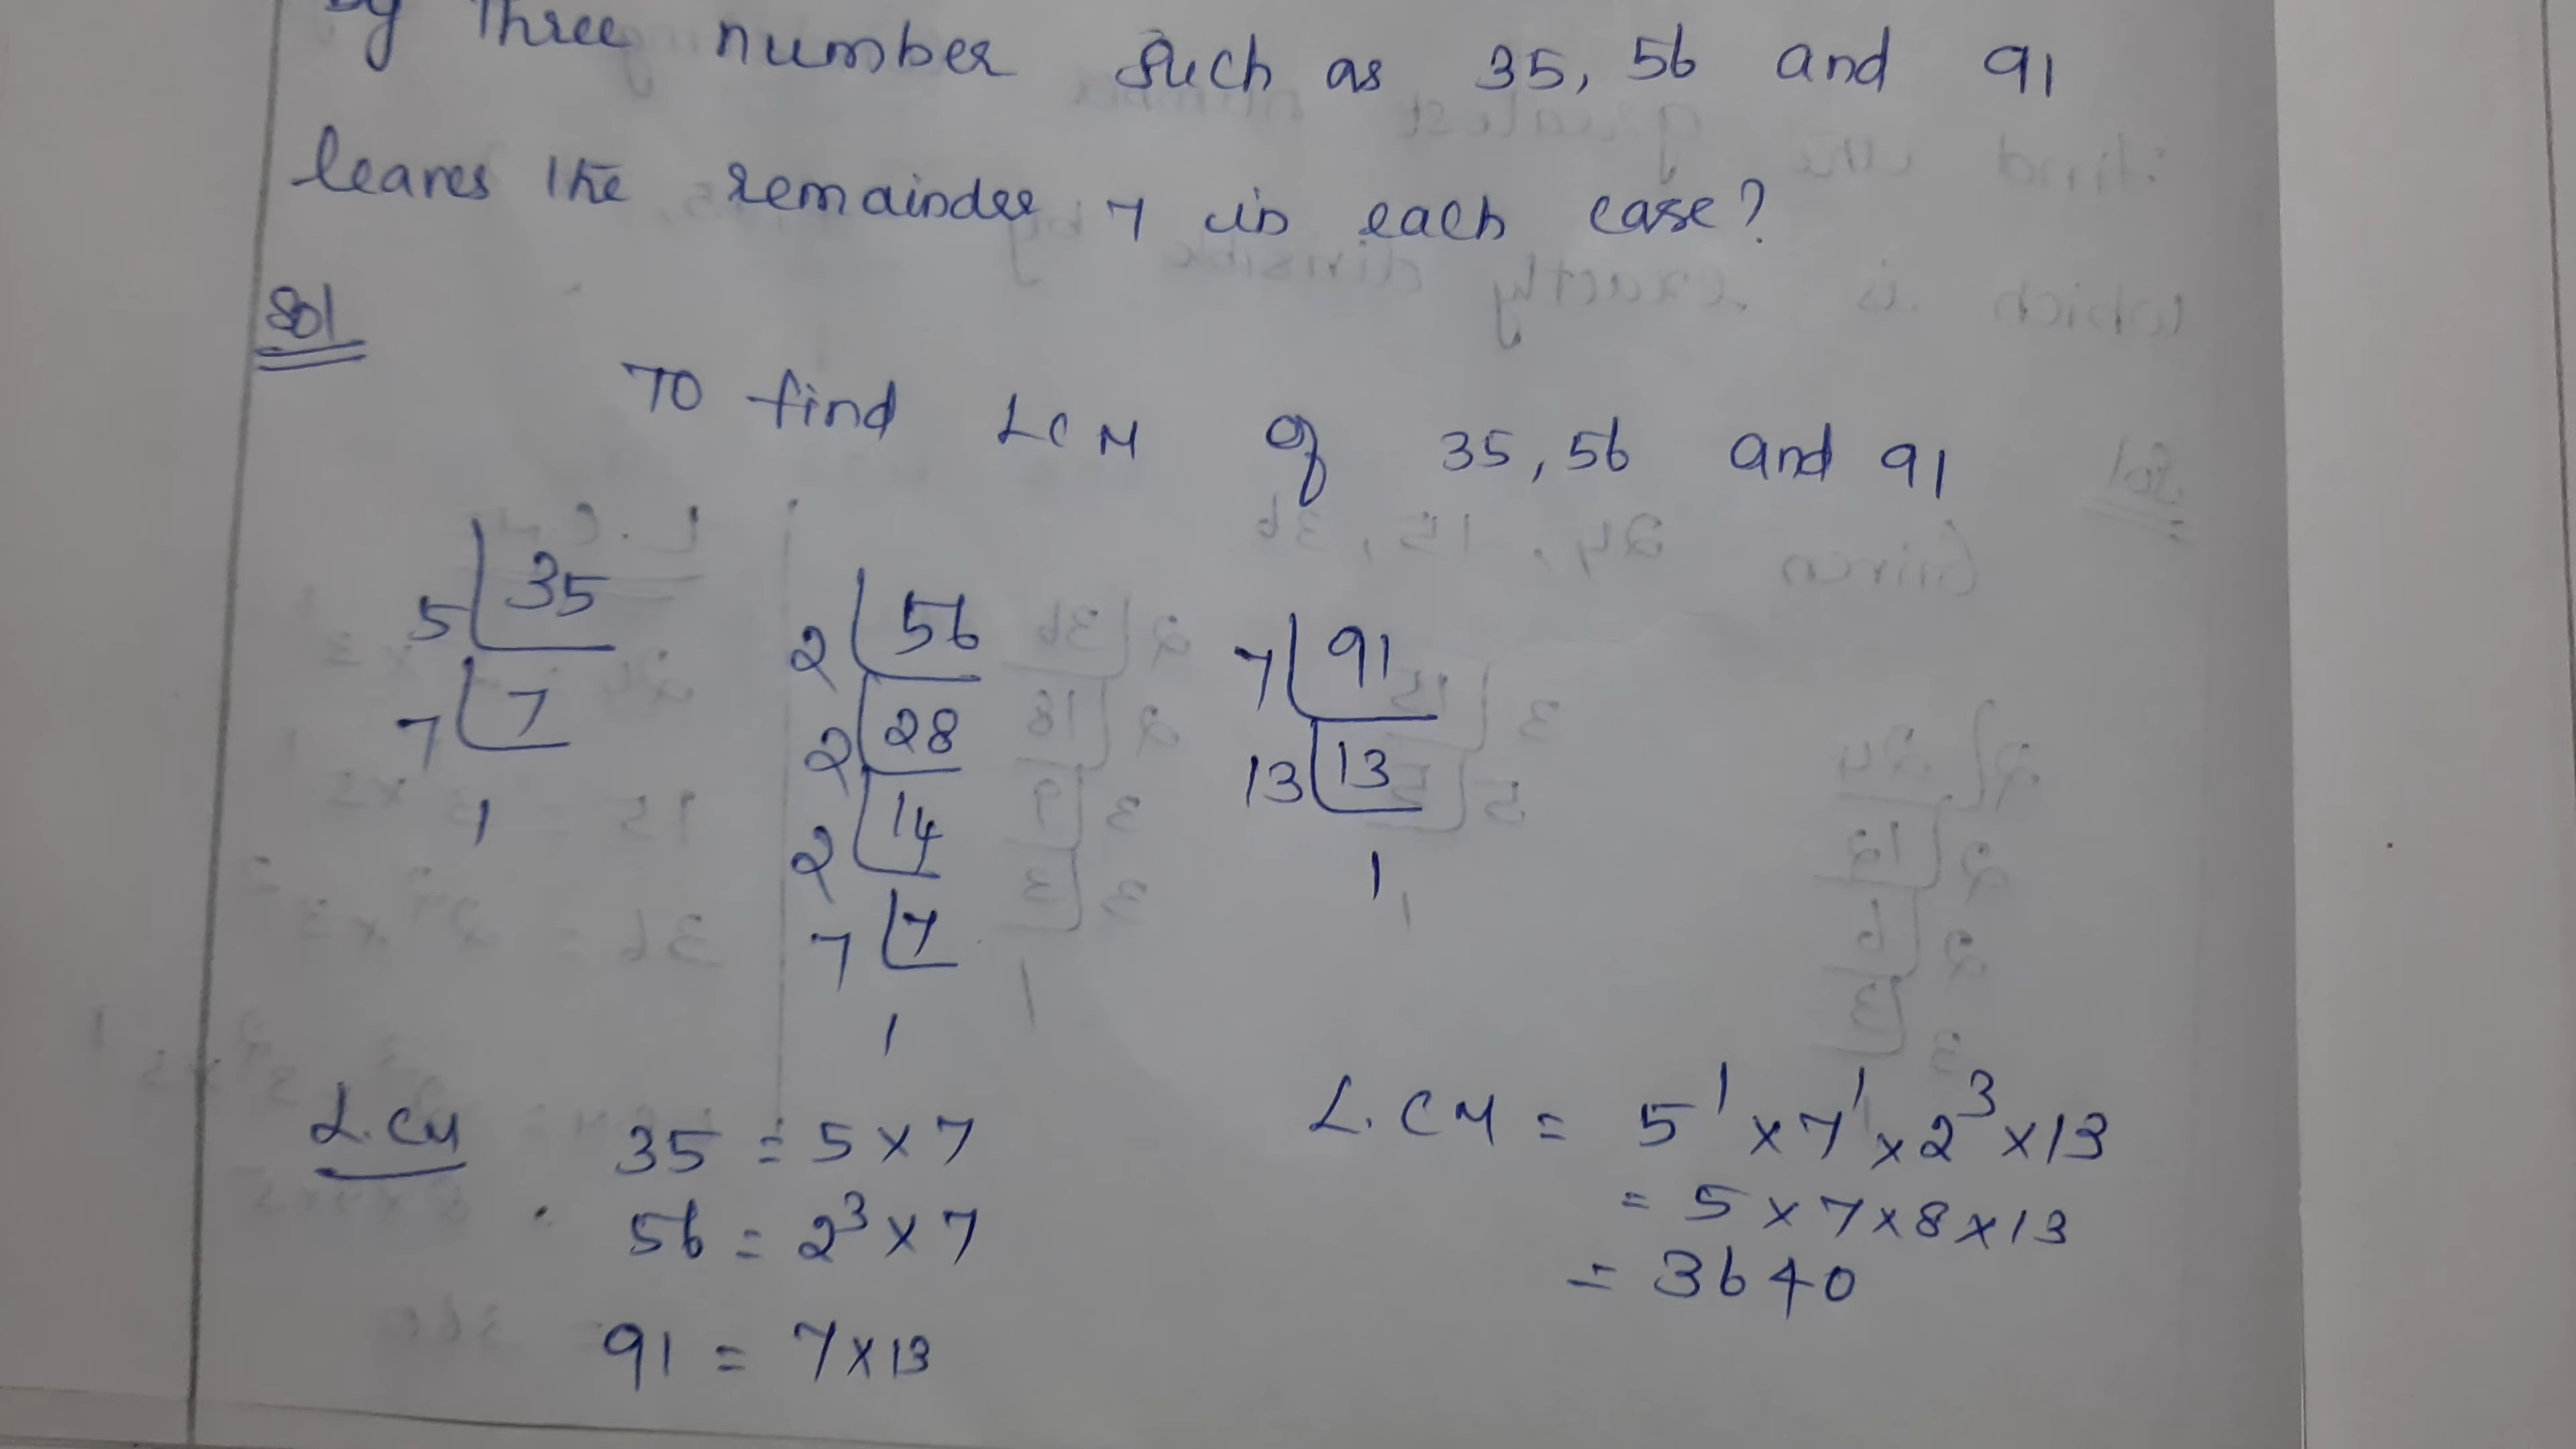 by three number such as 35, 56 and 91
leaves the remainder 7 in each case?
Sol
To find LCM of 35, 56 and 91
5 | 35
7 | 7
1
2 | 56
2 | 28
2 | 14
7 | 7
1
7 | 91
13 | 13
1
L.CM
35 = 5 × 7
56 = 2³ × 7
91 = 7 × 13
L.CM = 5¹ × 7¹ × 2³ × 13
= 5 × 7 × 8 × 13
= 3640